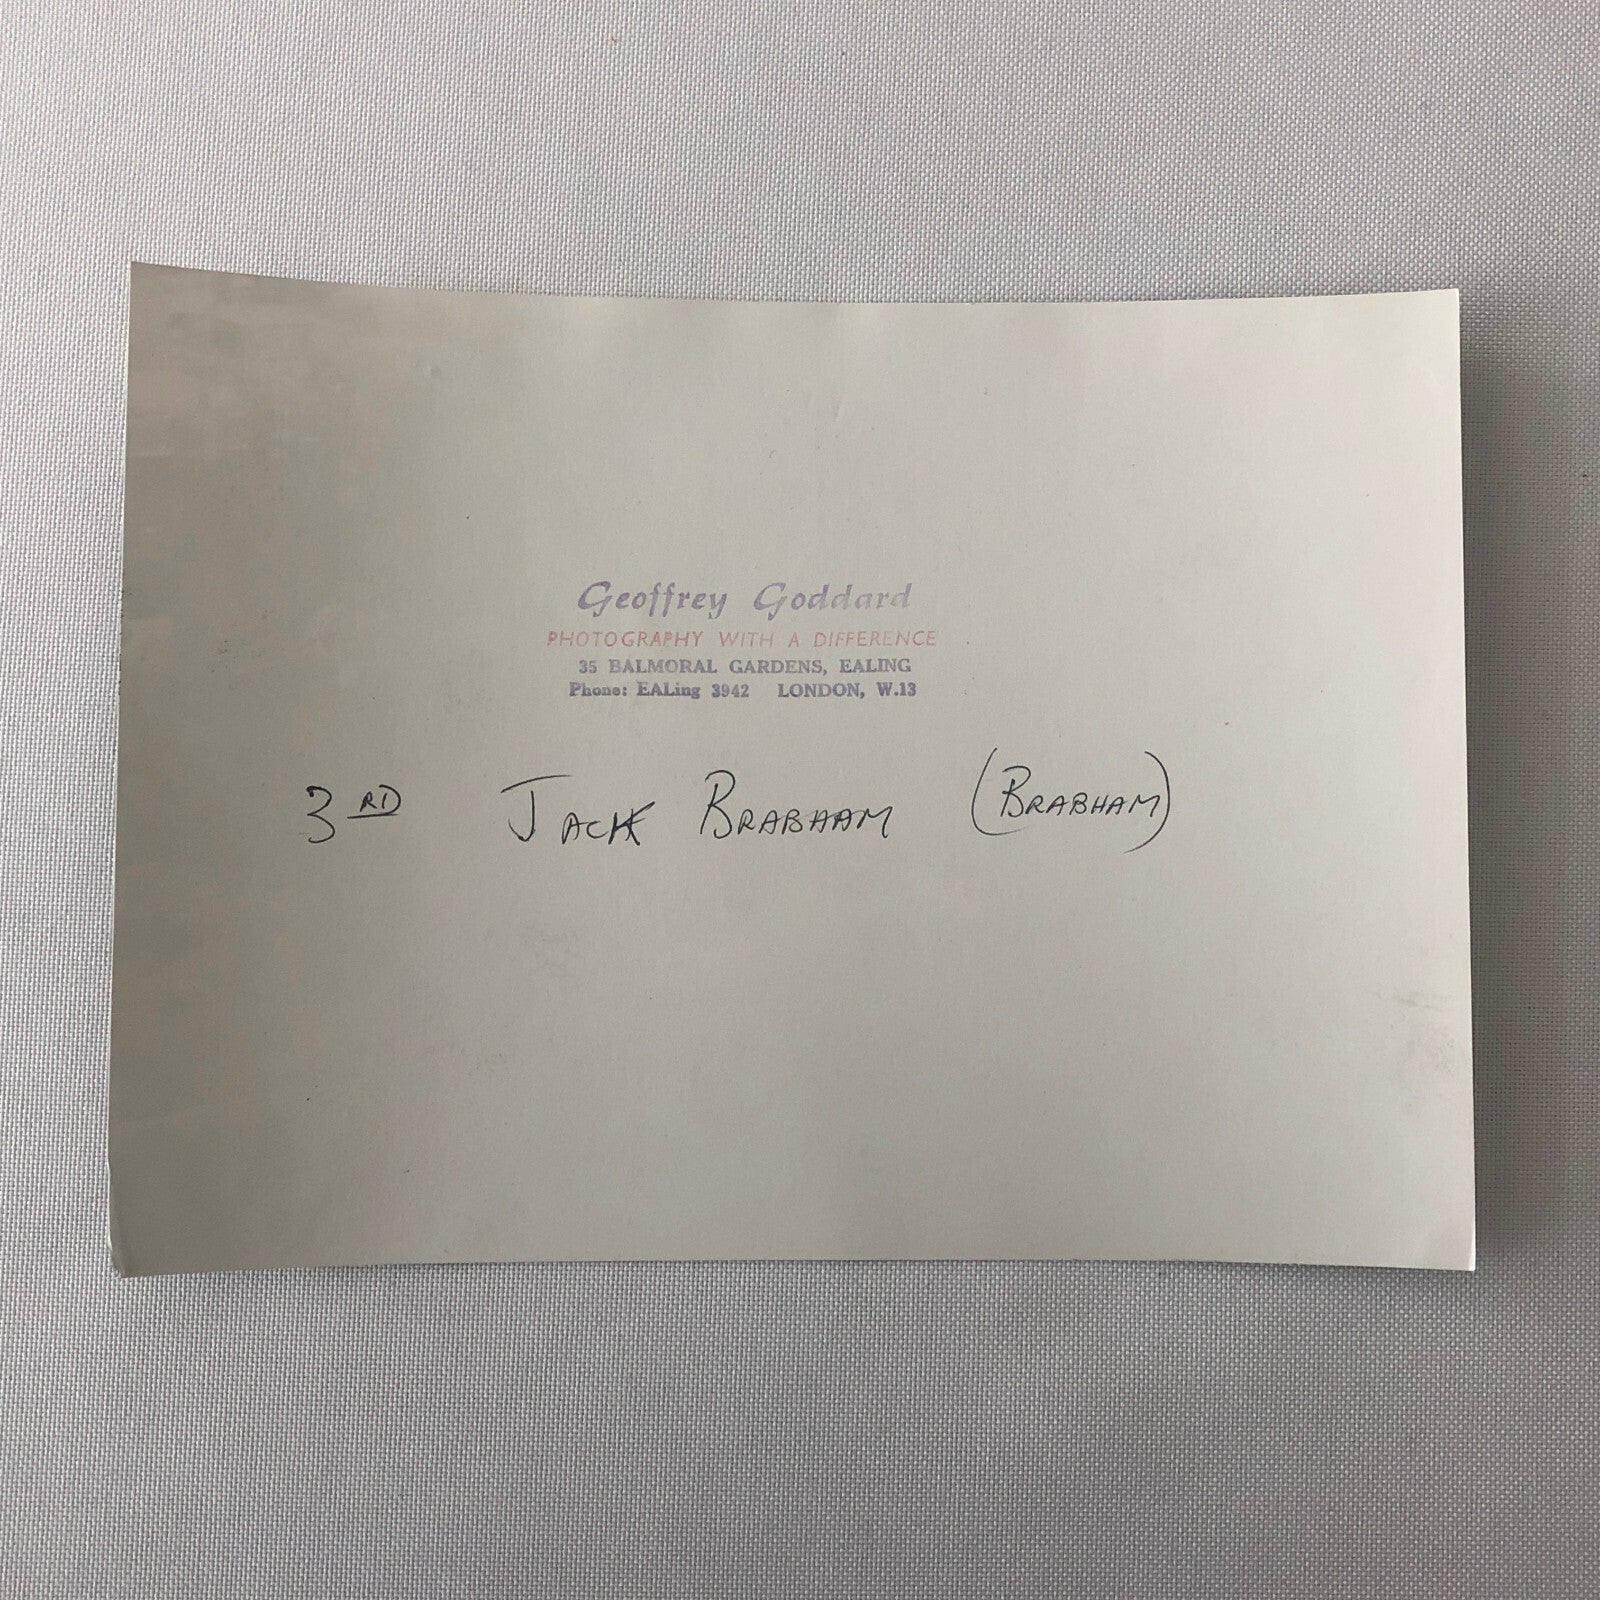 Geoffrey Goddard
PHOTOGRAPHY WITH A DIFFERENCE
35 BALMORAL GARDENS, EALING
Phone: EALing 3942 LONDON, W.13
3RD JACK BRABHAM (BRABHAM)